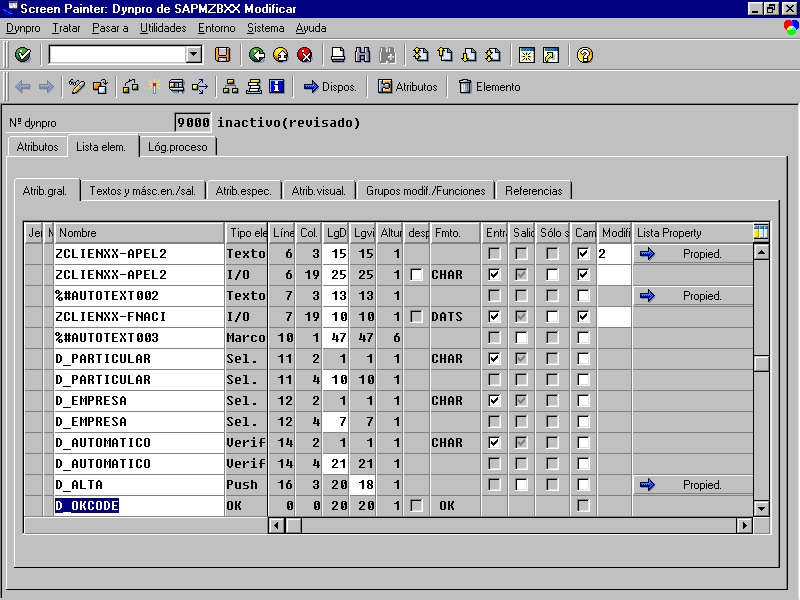 Screen Painter: Dynpro de SAPMZBXX Modificar
Dynpro Tratar Pasar a Utilidades Entorno Sistema Ayuda
Dispos. Atributos Elemento
Nº dynpro 9000 inactivo(revisado)
Atributos Lista elem. Lóg.proceso
Atrib.gral. Textos y másc.en./sal. Atrib.espec. Atrib.visual. Grupos modif./Funciones Referencias
Jer M Nombre Tipo ele Líne Col. LgD Lgvi Altur desp Fmto. Entra Salid Sólo s Cam Modifi Lista Property
ZCLIENXX-APEL2 Texto 6 3 15 15 1 2 Propied.
ZCLIENXX-APEL2 I/O 6 19 25 25 1 CHAR
%#AUTOTEXT002 Texto 7 3 13 13 1 Propied.
ZCLIENXX-FNACI I/O 7 19 10 10 1 DATS
%#AUTOTEXT003 Marco 10 1 47 47 6
D_PARTICULAR Sel. 11 2 1 1 1 CHAR
D_PARTICULAR Sel. 11 4 10 10 1
D_EMPRESA Sel. 12 2 1 1 1 CHAR
D_EMPRESA Sel. 12 4 7 7 1
D_AUTOMATICO Verif 14 2 1 1 1 CHAR
D_AUTOMATICO Verif 14 4 21 21 1
D_ALTA Push 16 3 20 18 1 Propied.
D_OKCODE OK 0 0 20 20 1 OK